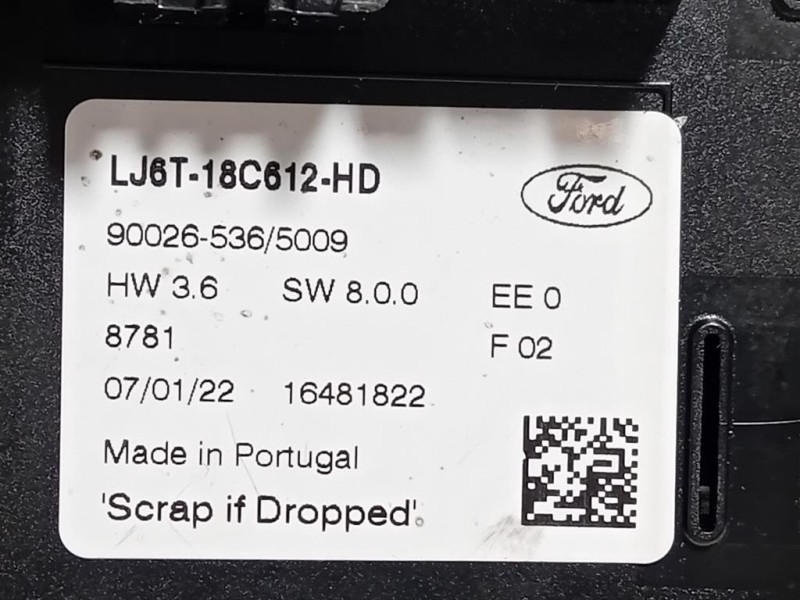 LJ6T-18C612-HD
Ford
90026-536/5009
HW 3.6 SW 8.0.0 EE 0
8781 F 02
07/01/22 16481822
Made in Portugal
'Scrap if Dropped'